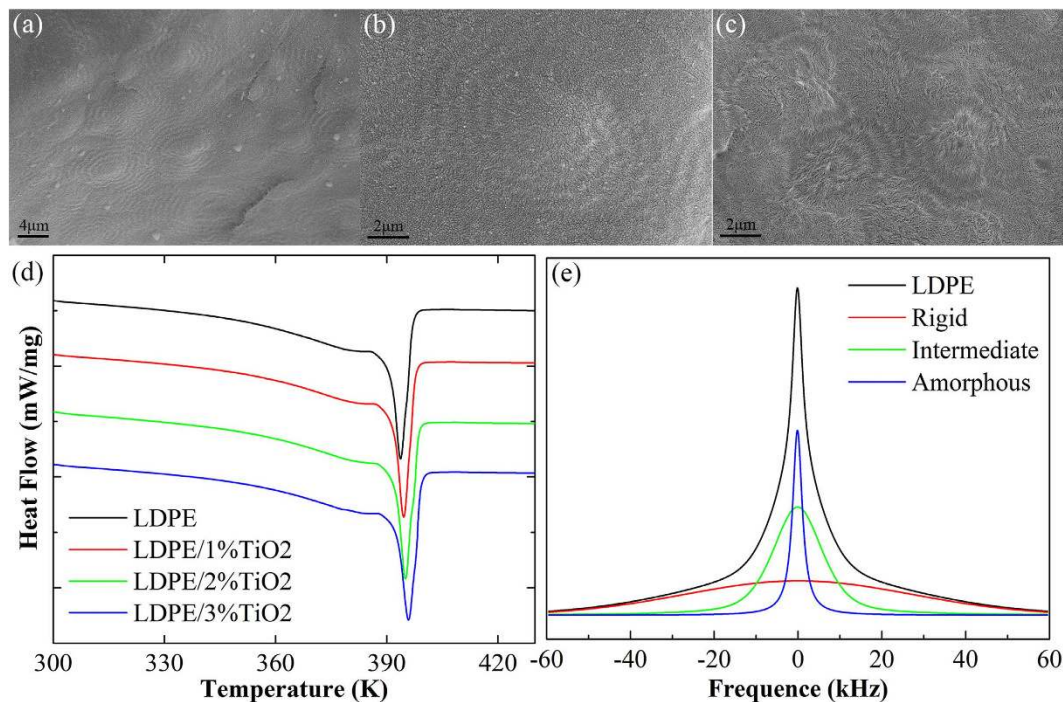 (a)
4μm
(b)
2μm
(c)
2μm
(d)
Heat Flow (mW/mg)
LDPE
LDPE/1%TiO2
LDPE/2%TiO2
LDPE/3%TiO2
300
330
360
390
420
Temperature (K)
(e)
LDPE
Rigid
Intermediate
Amorphous
-60
-40
-20
0
20
40
60
Frequence (kHz)